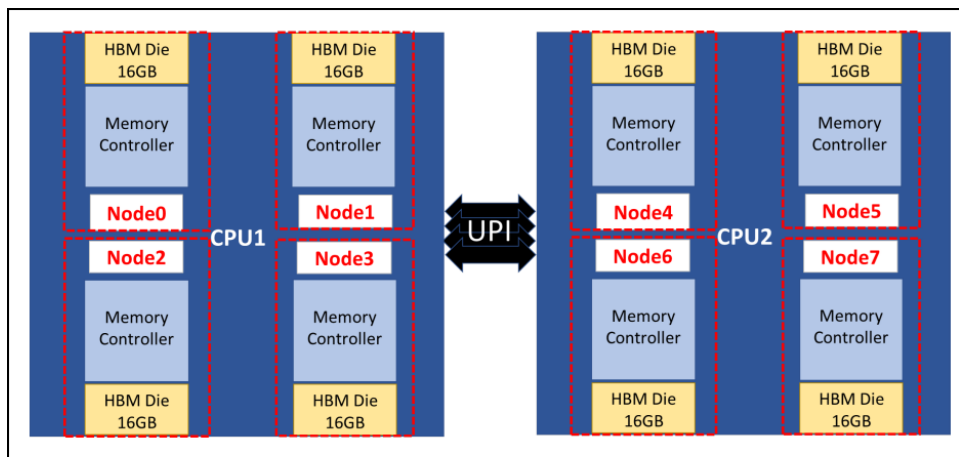 HBM Die
16GB
HBM Die
16GB
HBM Die
16GB
HBM Die
16GB
Memory
Controller
Memory
Controller
Memory
Controller
Memory
Controller
Node0
Node1
Node4
Node5
CPU1
UPI
CPU2
Node2
Node3
Node6
Node7
Memory
Controller
Memory
Controller
Memory
Controller
Memory
Controller
HBM Die
16GB
HBM Die
16GB
HBM Die
16GB
HBM Die
16GB